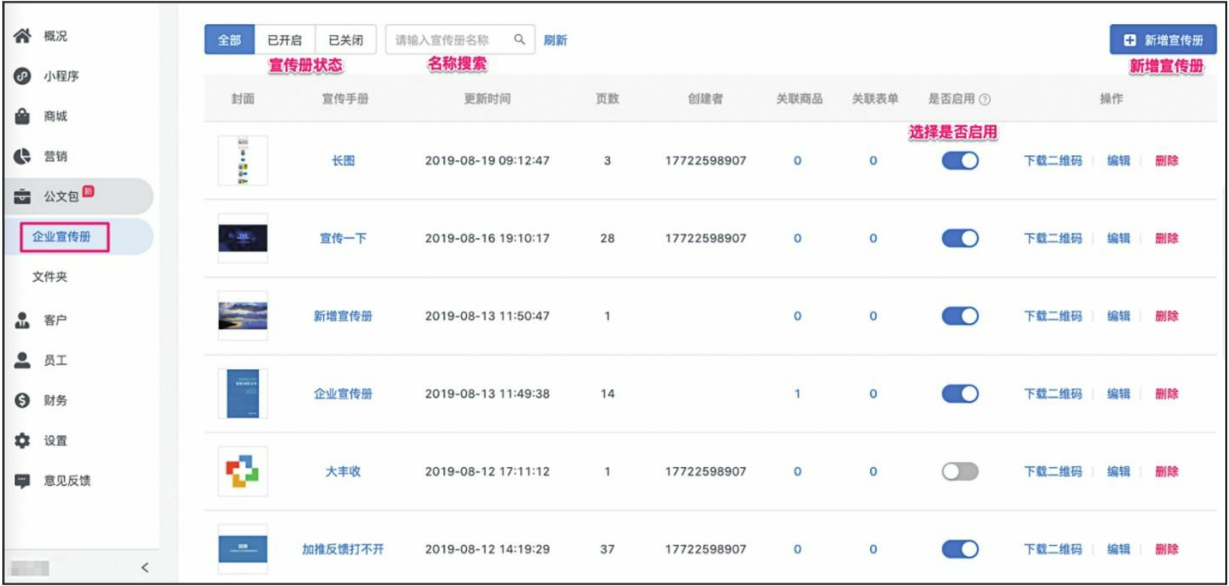 概况
小程序
商城
营销
公文包 新
企业宣传册
文件夹
客户
员工
财务
设置
意见反馈
全部 已开启 已关闭 请输入宣传册名称 刷新 新增宣传册
宣传册状态 名称搜索 新增宣传册
封面 宣传手册 更新时间 页数 创建者 关联商品 关联表单 是否启用 操作
选择是否启用
长图 2019-08-19 09:12:47 3 17722598907 0 0 下载二维码 编辑 删除
宣传一下 2019-08-16 19:10:17 28 17722598907 0 0 下载二维码 编辑 删除
新增宣传册 2019-08-13 11:50:47 1 0 0 下载二维码 编辑 删除
企业宣传册 2019-08-13 11:49:38 14 1 0 下载二维码 编辑 删除
大丰收 2019-08-12 17:11:12 1 17722598907 0 0 下载二维码 编辑 删除
加推反馈打不开 2019-08-12 14:19:29 37 17722598907 0 0 下载二维码 编辑 删除